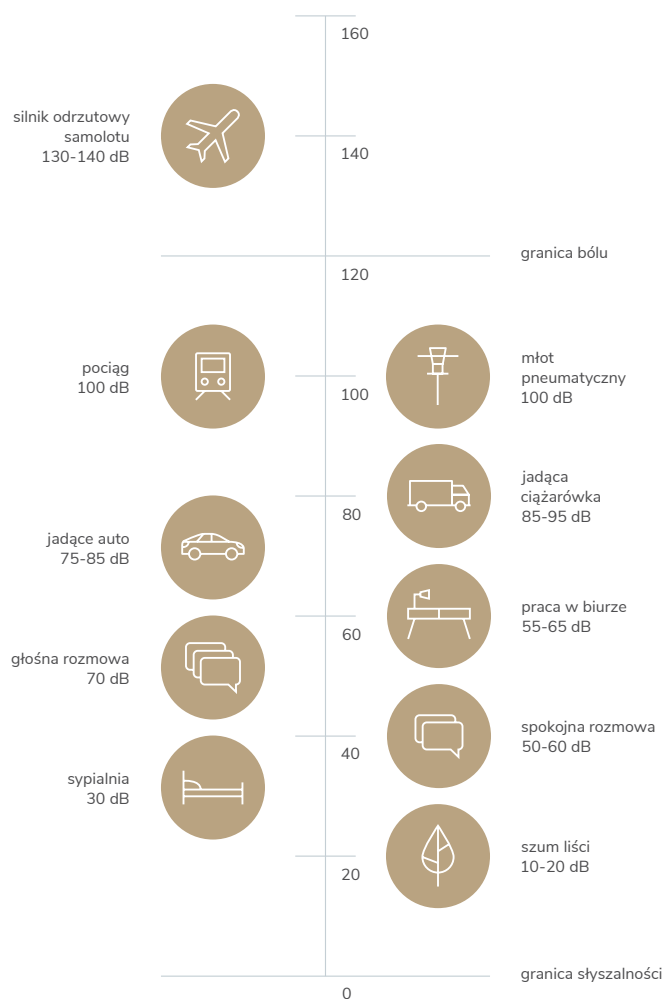 160
silnik odrzutowy
samolotu
130-140 dB
140
granica bólu
120
pociąg
100 dB
młot
pneumatyczny
100 dB
100
jadąca
ciążarówka
85-95 dB
80
jadące auto
75-85 dB
praca w biurze
55-65 dB
60
głośna rozmowa
70 dB
spokojna rozmowa
50-60 dB
40
sypialnia
30 dB
szum liści
10-20 dB
20
granica słyszalności
0